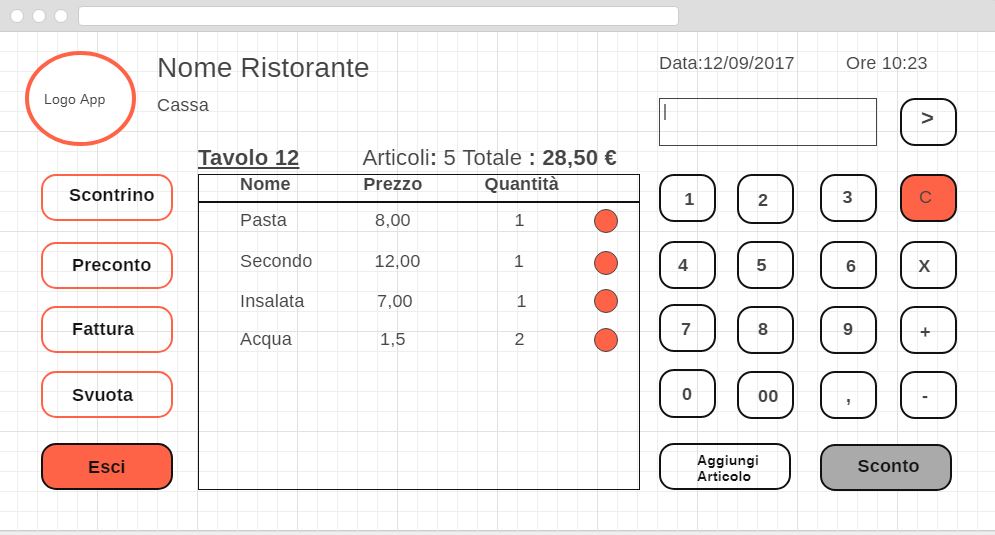 Nome Ristorante
Data:12/09/2017 Ore 10:23
Logo App
Cassa
>
Tavolo 12 Articoli: 5 Totale : 28,50 €
Nome Prezzo Quantità
Pasta 8,00 1
Secondo 12,00 1
Insalata 7,00 1
Acqua 1,5 2
Scontrino
Preconto
Fattura
Svuota
Esci
1 2 3 C
4 5 6 X
7 8 9 +
0 00 , -
Aggiungi
Articolo
Sconto